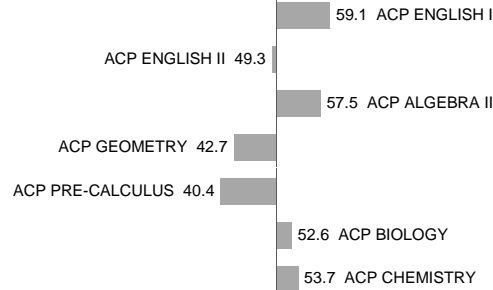 59.1 ACP ENGLISH I
ACP ENGLISH II 49.3
57.5 ACP ALGEBRA II
ACP GEOMETRY 42.7
ACP PRE-CALCULUS 40.4
52.6 ACP BIOLOGY
53.7 ACP CHEMISTRY